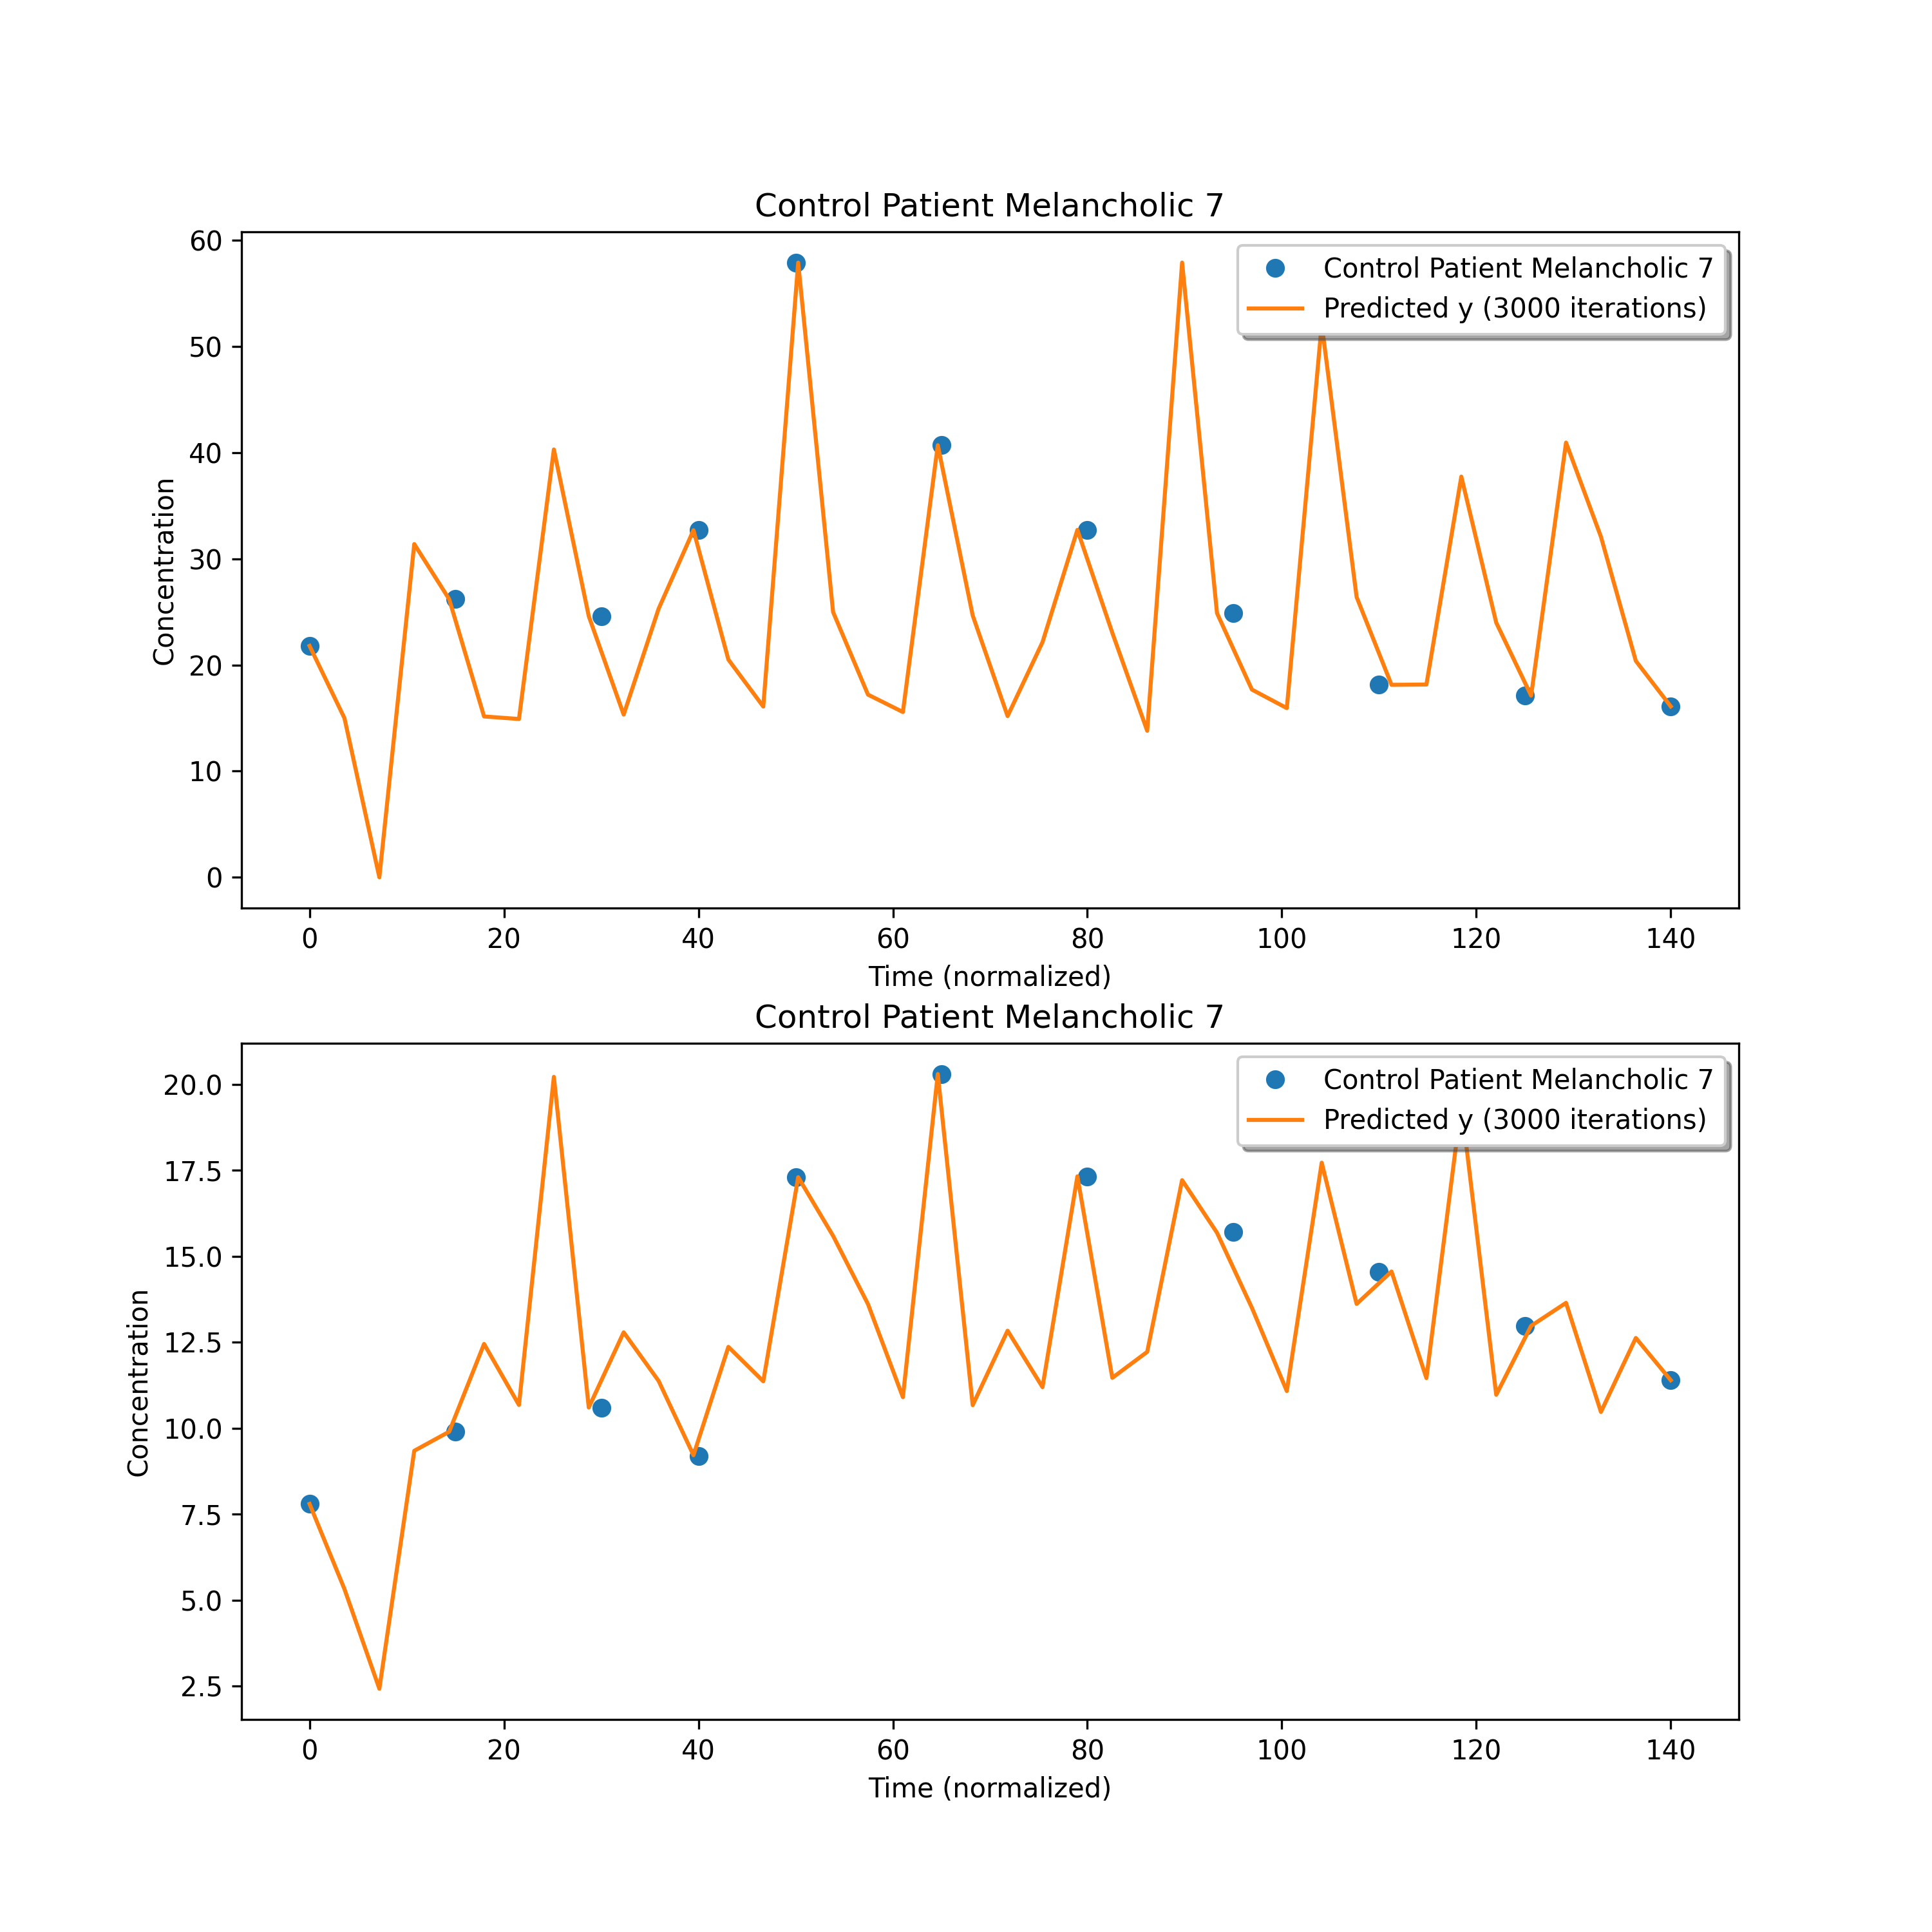 Control Patient Melancholic 7
60
50
40
30
20
10
0
Concentration
Control Patient Melancholic 7
Predicted y (3000 iterations)
0 20 40 60 80 100 120 140
Time (normalized)
Control Patient Melancholic 7
20.0
17.5
15.0
12.5
10.0
7.5
5.0
2.5
Concentration
Control Patient Melancholic 7
Predicted y (3000 iterations)
0 20 40 60 80 100 120 140
Time (normalized)